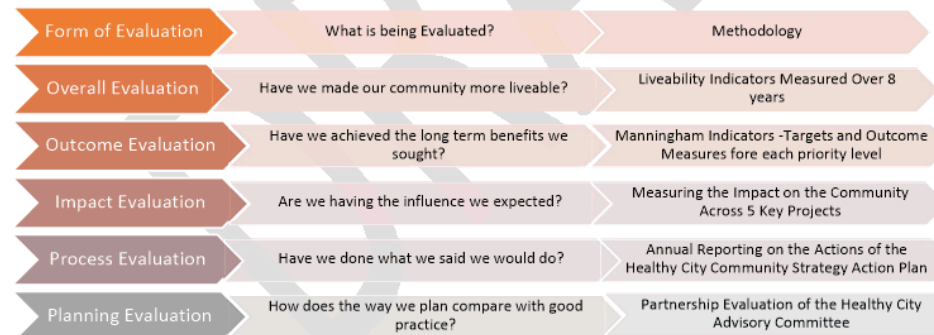 Form of Evaluation
What is being Evaluated?
Methodology
Overall Evaluation
Have we made our community more liveable?
Liveability Indicators Measured Over 8
years
Outcome Evaluation
Have we achieved the long term benefits we
sought?
Manningham Indicators -Targets and Outcome
Measures fore each priority level
Impact Evaluation
Are we having the influence we expected?
Measuring the Impact on the Community
Across 5 Key Projects
Process Evaluation
Have we done what we said we would do?
Annual Reporting on the Actions of the
Healthy City Community Strategy Action Plan
Planning Evaluation
How does the way we plan compare with good
practice?
Partnership Evaluation of the Healthy City
Advisory Committee